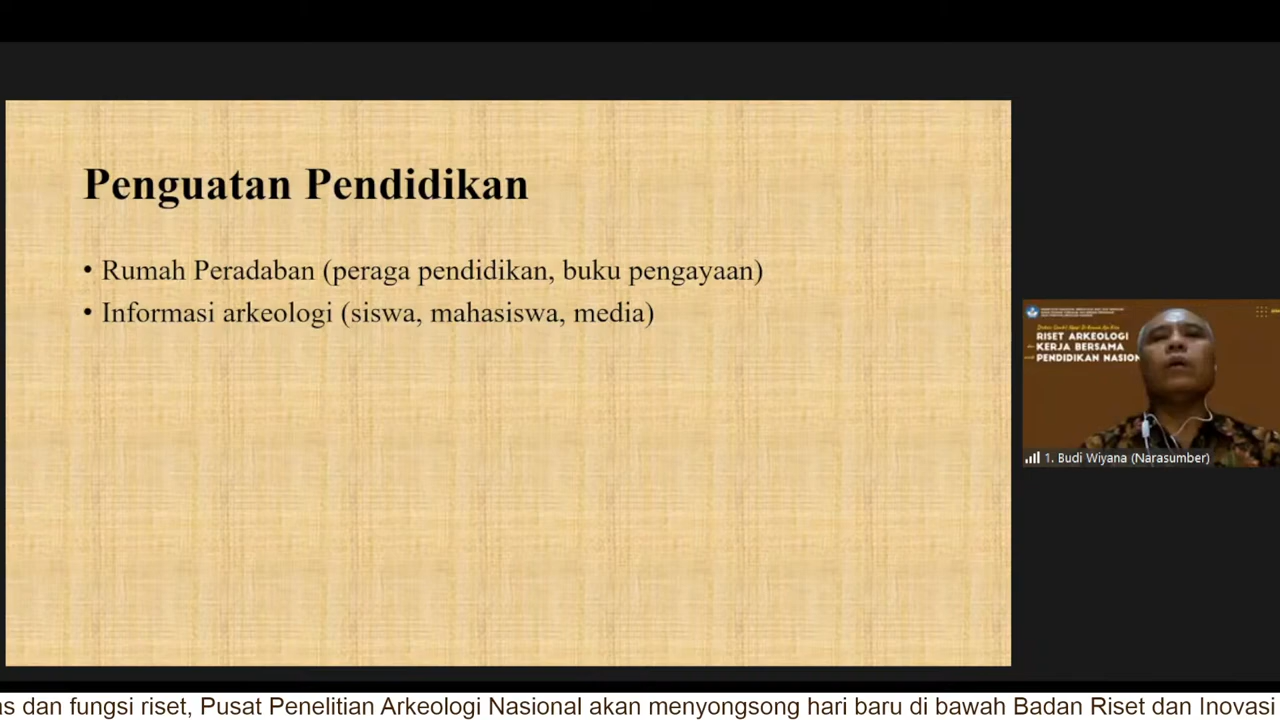 Penguatan Pendidikan
• Rumah Peradaban (peraga pendidikan, buku pengayaan)
• Informasi arkeologi (siswa, mahasiswa, media)
RISET ARKEOLOGI
KERJA BERSAMA
PENDIDIKAN NASION
1. Budi Wiyana (Narasumber)
dan fungsi riset, Pusat Penelitian Arkeologi Nasional akan menyongsong hari baru di bawah Badan Riset dan Inovasi